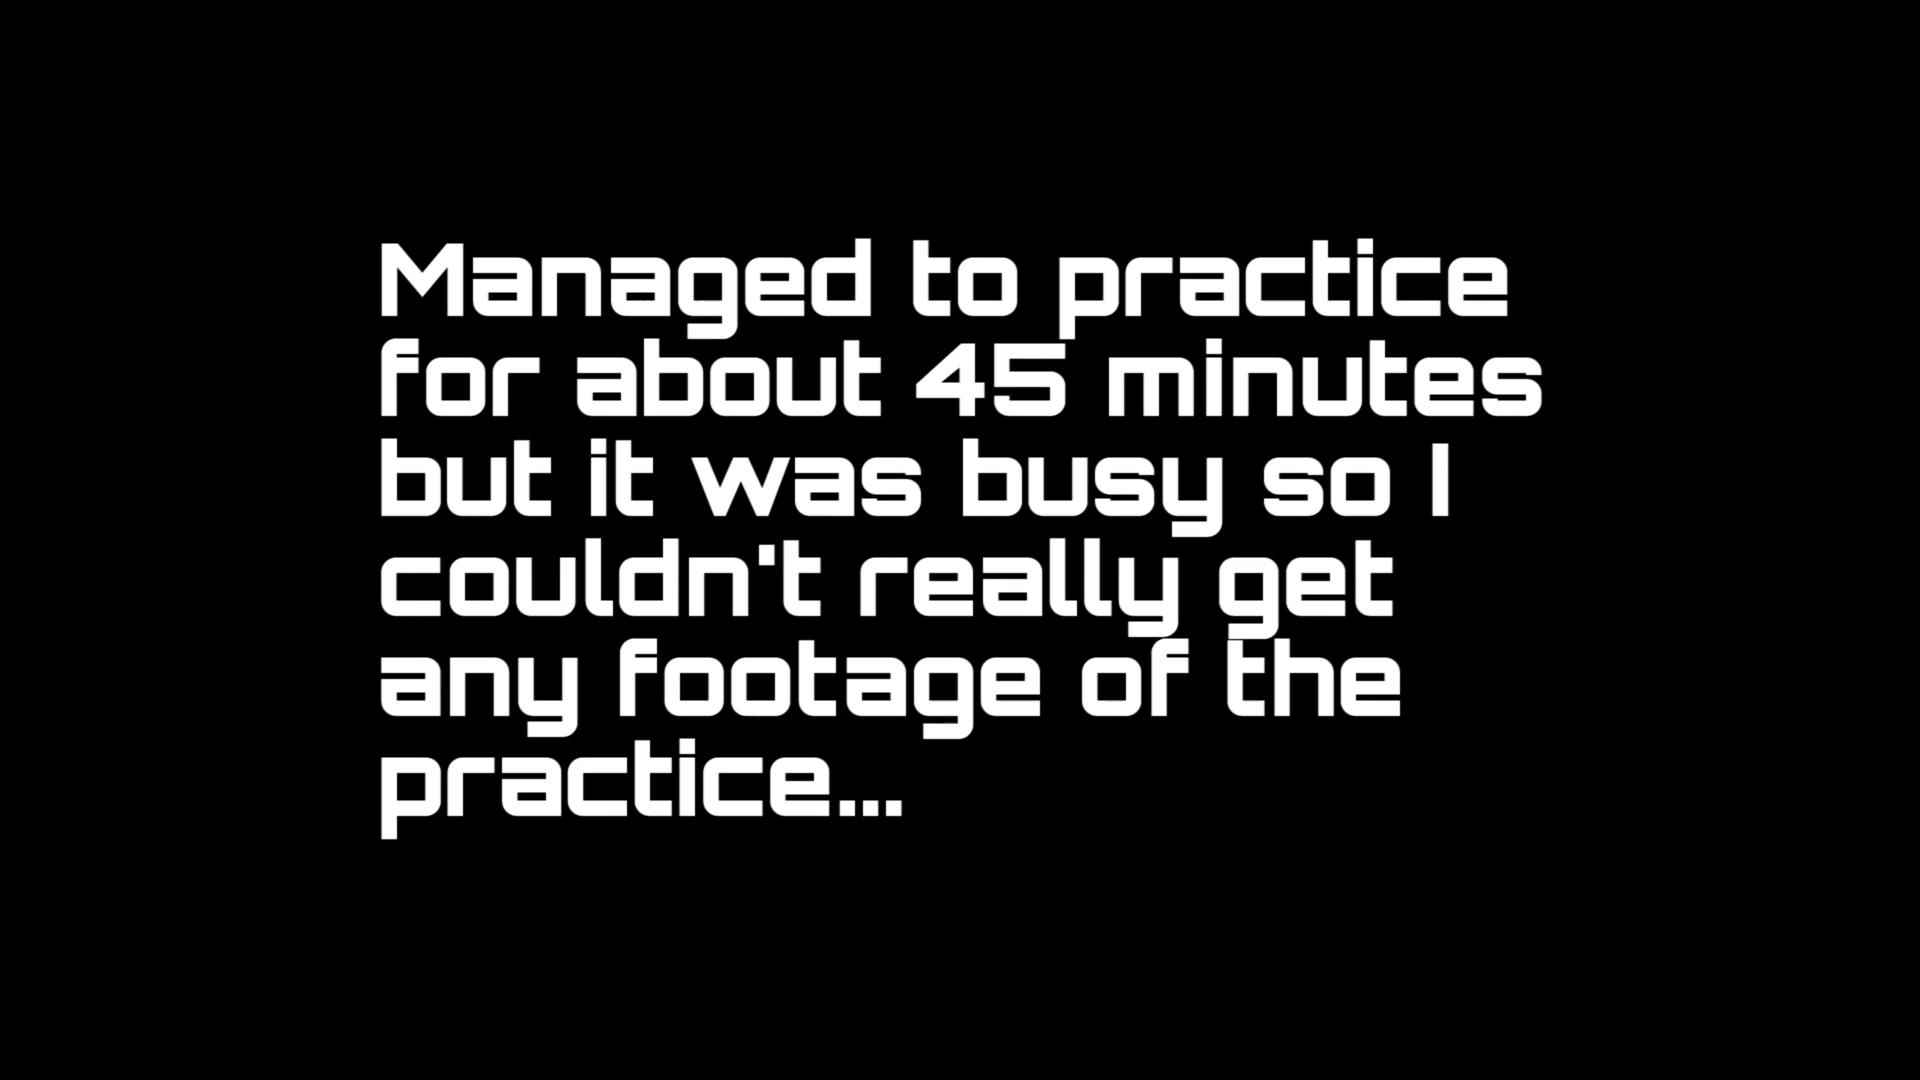 Managed to practice
for about 45 minutes
but it was busy so I
couldn't really get
any footage of the
practice...